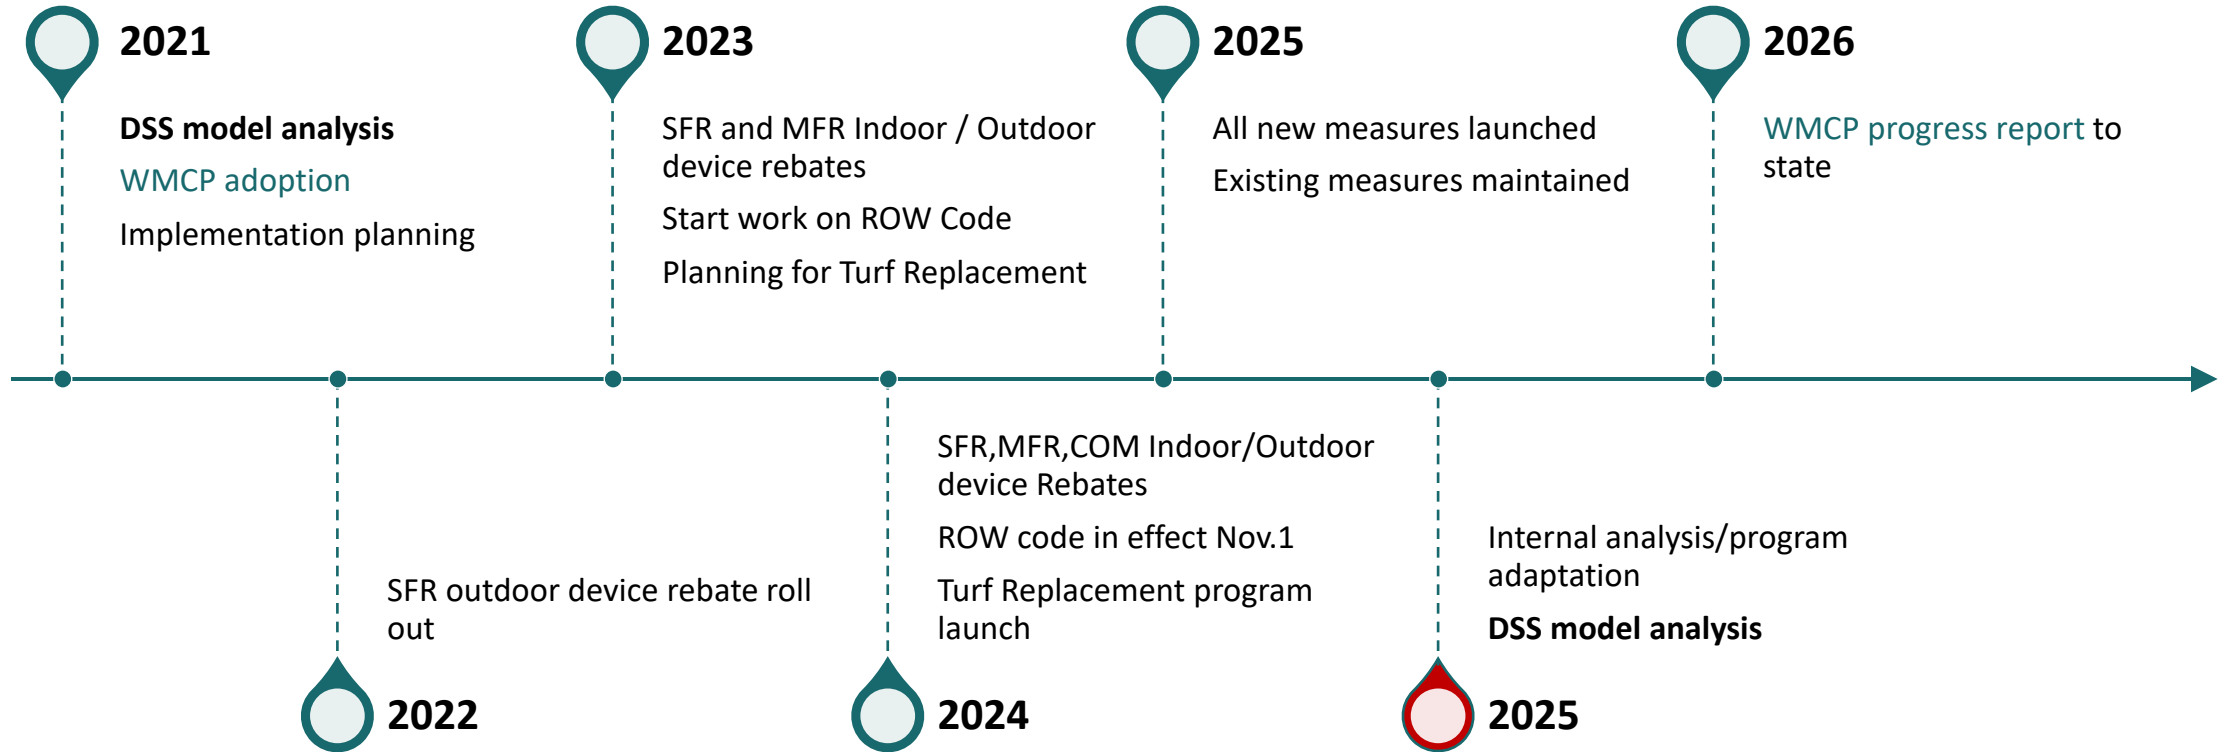 2021
DSS model analysis
WMCP adoption
Implementation planning
2022
SFR outdoor device rebate roll
out
2023
SFR and MFR Indoor / Outdoor
device rebates
Start work on ROW Code
Planning for Turf Replacement
2024
SFR,MFR,COM Indoor/Outdoor
device Rebates
ROW code in effect Nov.1
Turf Replacement program
launch
2025
All new measures launched
Existing measures maintained
2025
Internal analysis/program
adaptation
DSS model analysis
2026
WMCP progress report to
state